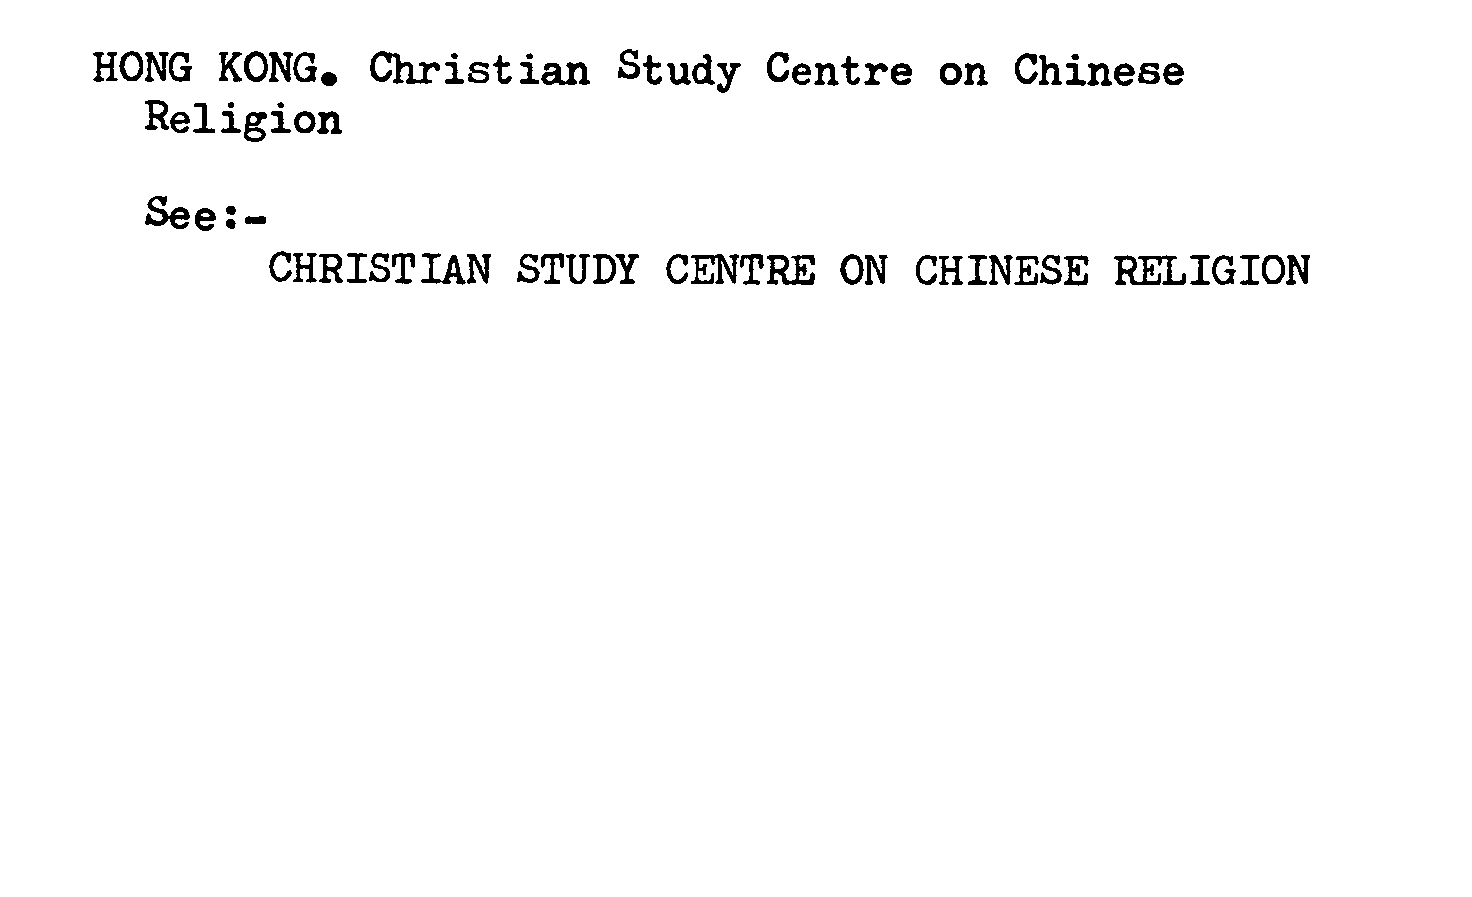 HONG KONG. Christian Study Centre on Chinese
Religion
See:-
CHRISTIAN STUDY CENTRE ON CHINESE RELIGION